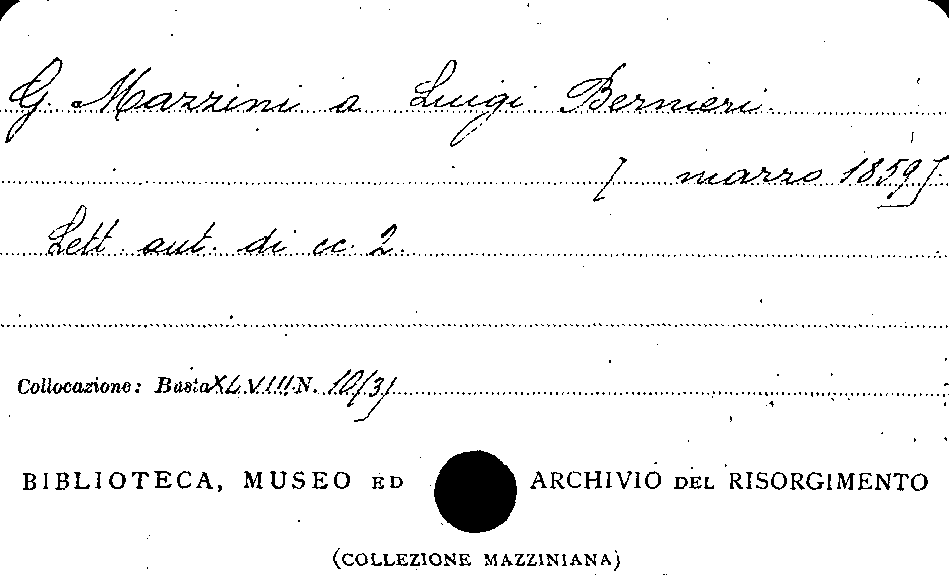 G. Mazzini a Luigi Bernieri.
[ marzo 1859].
Lett. aut. di cc. 2.
Collocazione: Busta XLVIII N. 10/3)
BIBLIOTECA, MUSEO ED ARCHIVIO DEL RISORGIMENTO
(COLLEZIONE MAZZINIANA)